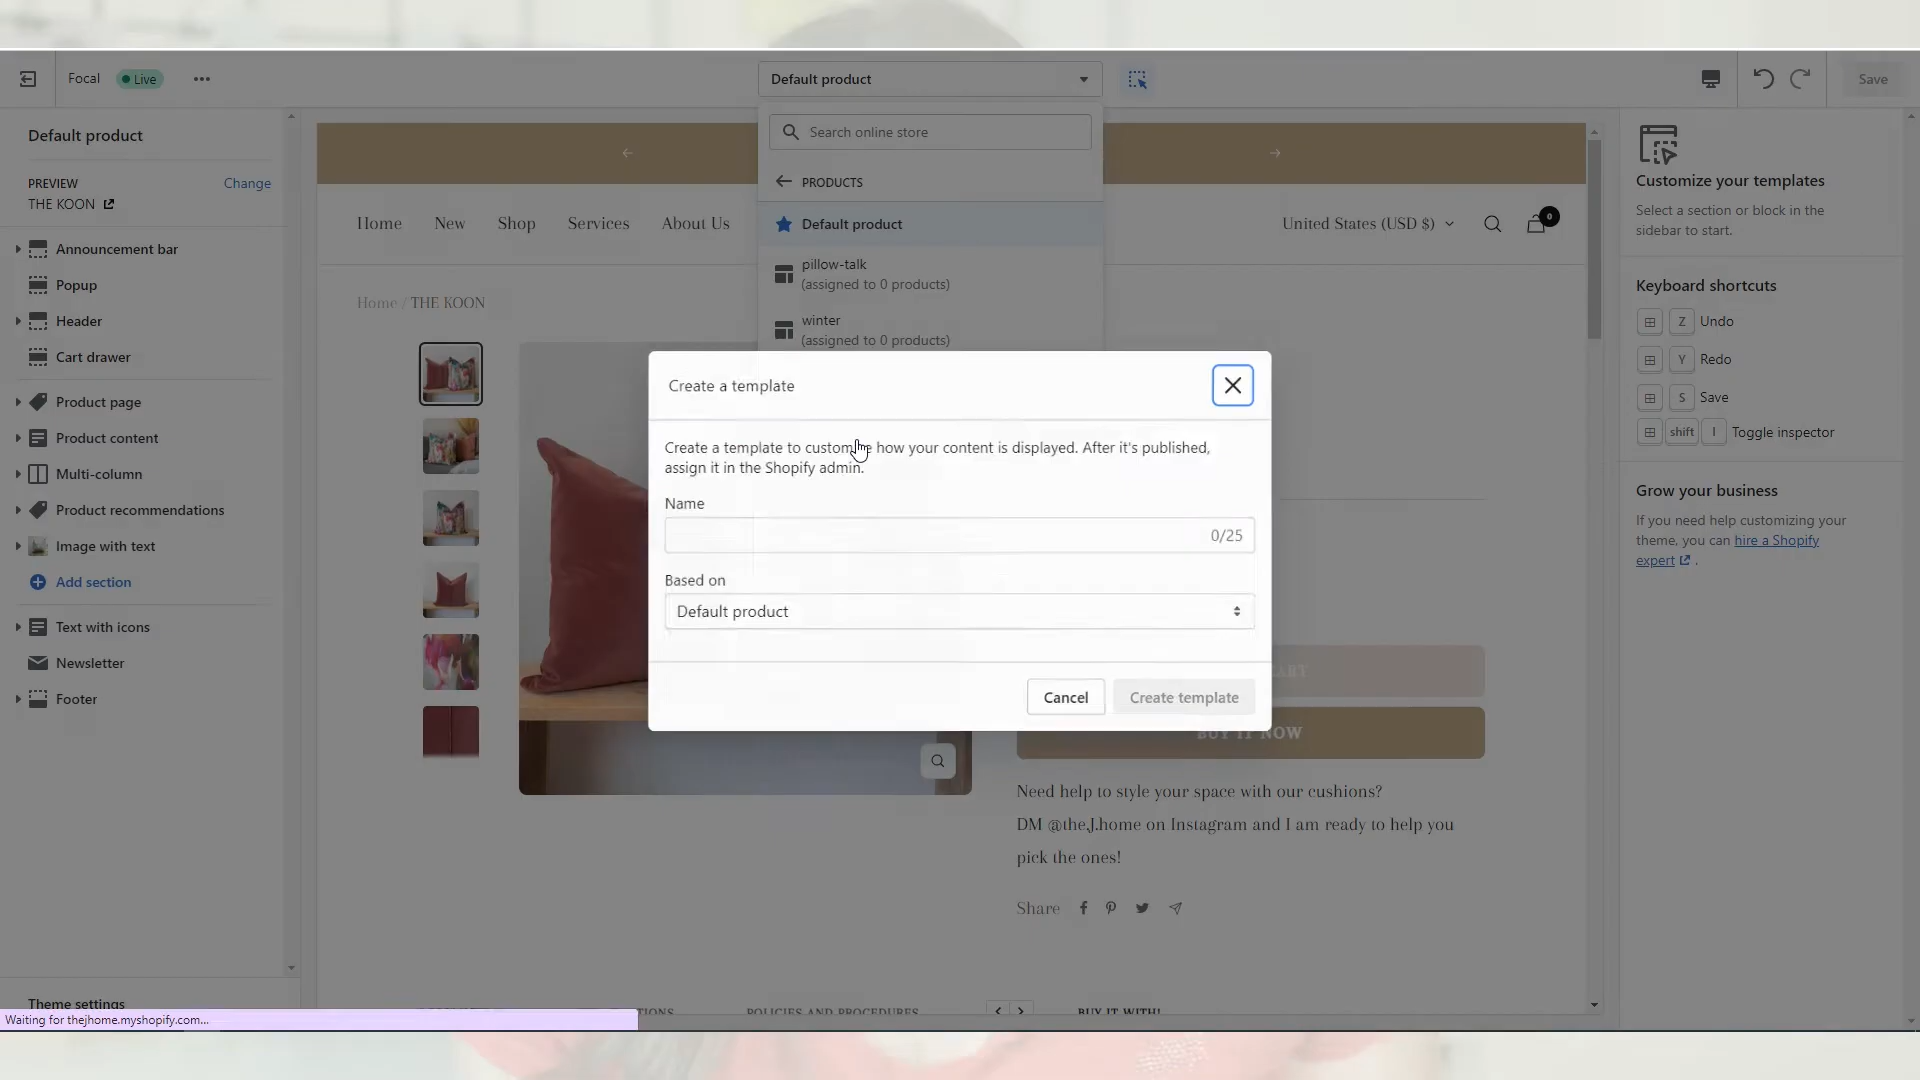 Focal
Live
Default product
Save
Default product
PREVIEW
Change
THE KOON
Announcement bar
Popup
Header
Cart drawer
Product page
Product content
Multi-column
Product recommendations
Image with text
Add section
Text with icons
Newsletter
Footer
Theme settings
Waiting for thejhome.myshopify.com...
Search online store
PRODUCTS
Default product
pillow-talk
(assigned to 0 products)
winter
(assigned to 0 products)
Home
New
Shop
Services
About Us
United States (USD $)
0
Home / THE KOON
Create a template
Create a template to customize how your content is displayed. After it's published,
assign it in the Shopify admin.
Name
0/25
Based on
Default product
Cancel
Create template
BUY IT NOW
Need help to style your space with our cushions?
DM @the.J.home on Instagram and I am ready to help you
pick the ones!
Share
POLICIES AND PROCEDURES
BUY IT WITH!
Customize your templates
Select a section or block in the
sidebar to start.
Keyboard shortcuts
Z Undo
Y Redo
S Save
shift I Toggle inspector
Grow your business
If you need help customizing your
theme, you can hire a Shopify
expert .